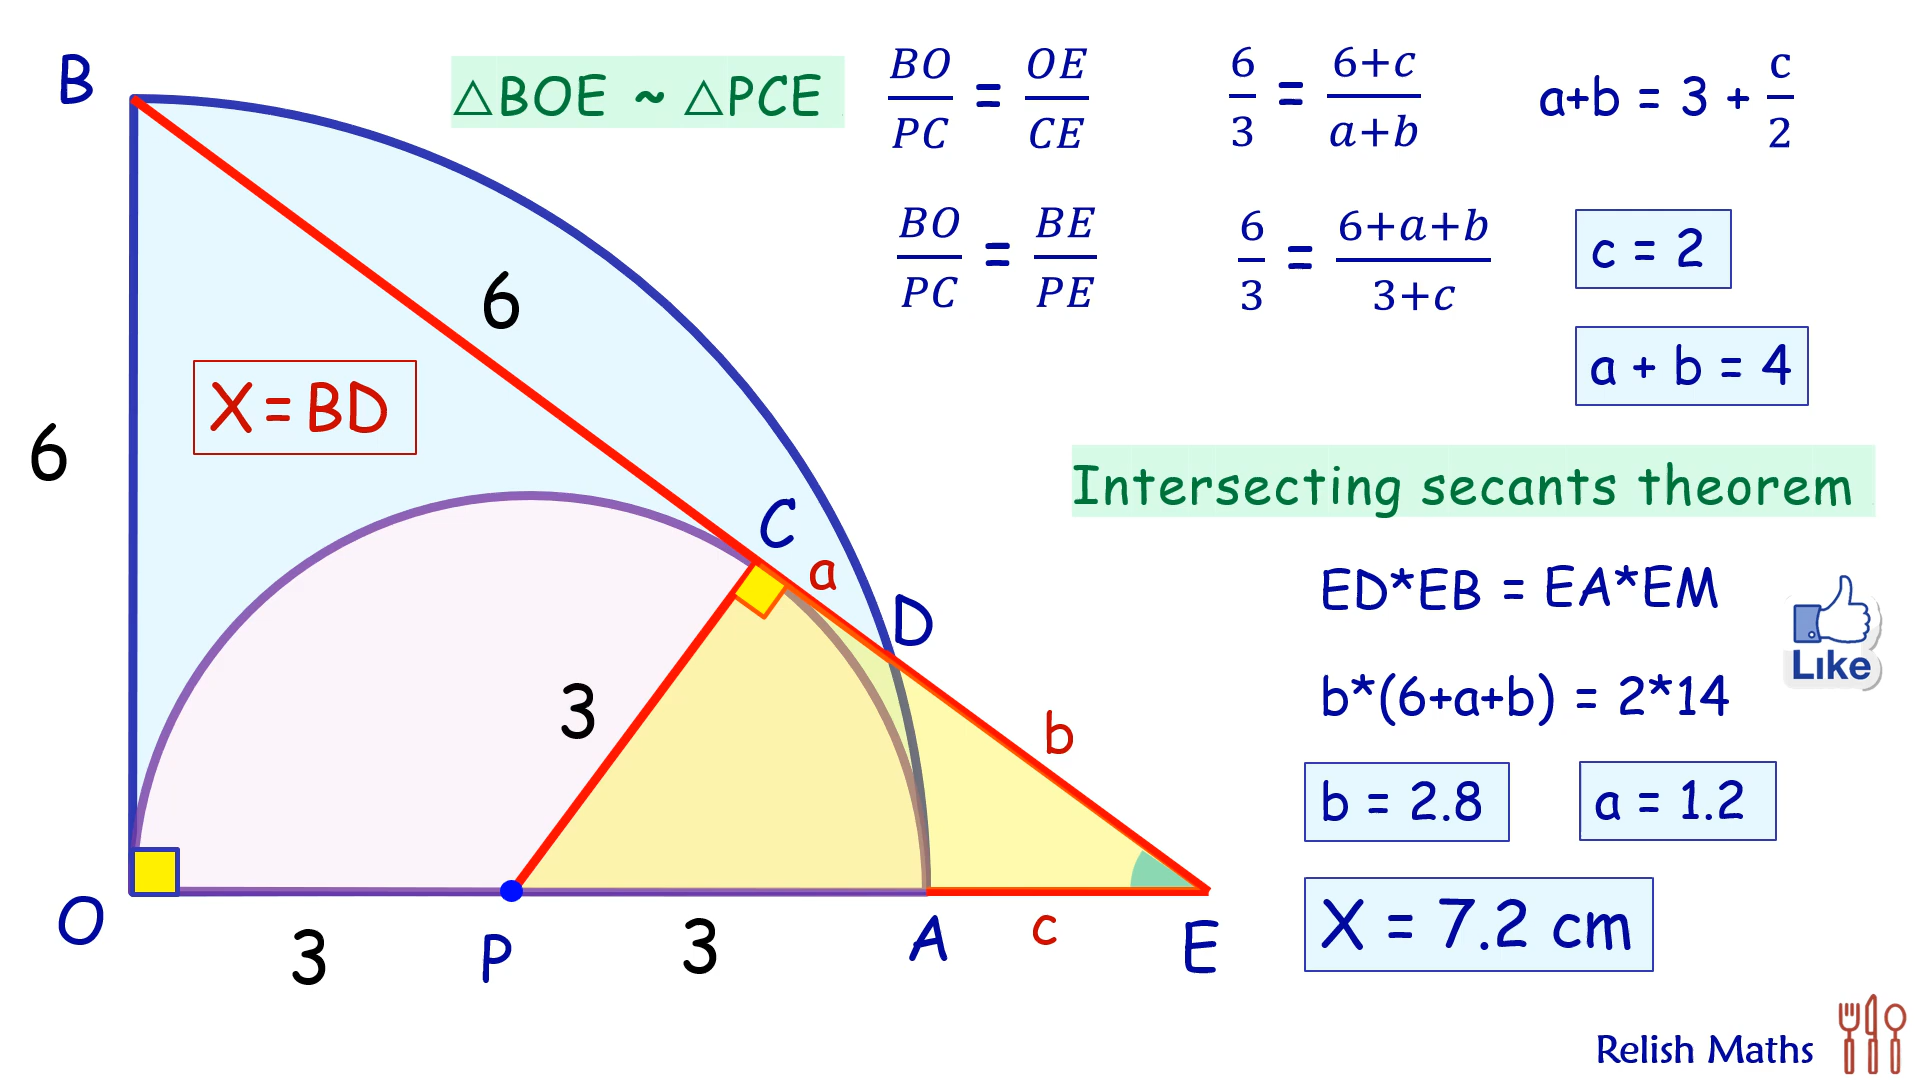 B
△BOE ~ △PCE
BO/PC = OE/CE
6/3 = 6+c/a+b
a+b = 3 + c/2
BO/PC = BE/PE
6/3 = 6+a+b/3+c
c = 2
a + b = 4
6
X = BD
6
Intersecting secants theorem
C
a
D
ED*EB = EA*EM
Like
3
b
b*(6+a+b) = 2*14
b = 2.8
a = 1.2
X = 7.2 cm
O
3
P
3
A
c
E
Relish Maths